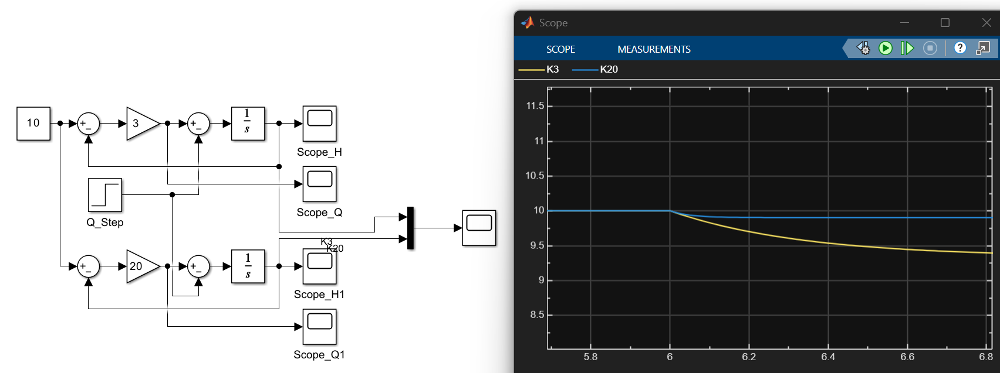 10
+
−
3
+
−
1
s
Scope_H
Scope_Q
Q_Step
K3
K20
+
−
20
+
−
1
s
Scope_H1
Scope_Q1
Scope
SCOPE MEASUREMENTS
?
K3 K20
11.5
11
10.5
10
9.5
9
8.5
5.8 6 6.2 6.4 6.6 6.8